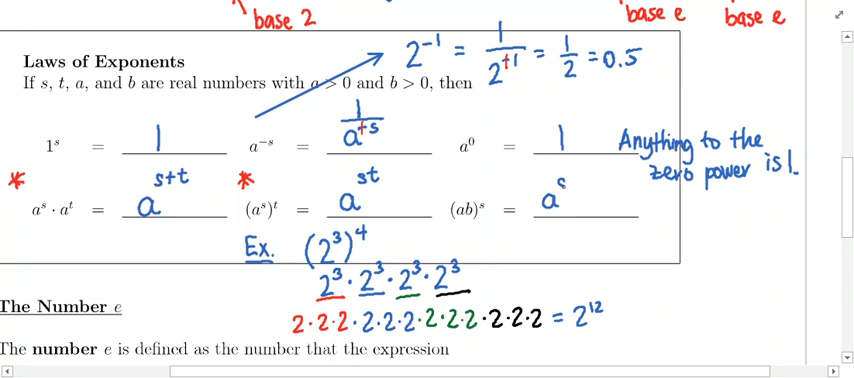 base 2
base e
base e
Laws of Exponents
2⁻¹ = 1/2⁺¹ = 1/2 = 0.5
If s, t, a, and b are real numbers with a > 0 and b > 0, then
1ˢ = 1 a⁻ˢ = 1/a⁺ˢ a⁰ = 1
Anything to the
zero power is 1.
* aˢ · aᵗ = aˢ⁺ᵗ * (aˢ)ᵗ = aˢᵗ (ab)ˢ = aˢ
Ex. (2³)⁴
2³ · 2³ · 2³ · 2³
2·2·2·2·2·2·2·2·2·2·2·2 = 2¹²
The Number e
The number e is defined as the number that the expression